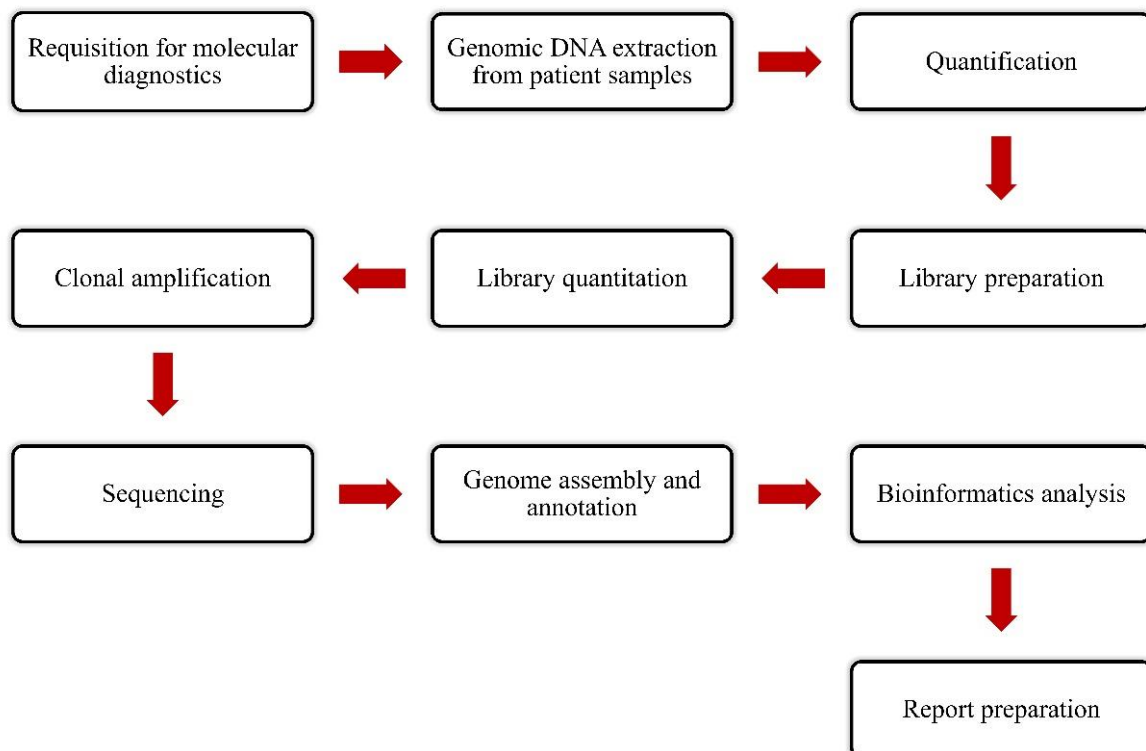 Requisition for molecular
diagnostics
Genomic DNA extraction
from patient samples
Quantification
Library preparation
Library quantitation
Clonal amplification
Sequencing
Genome assembly and
annotation
Bioinformatics analysis
Report preparation